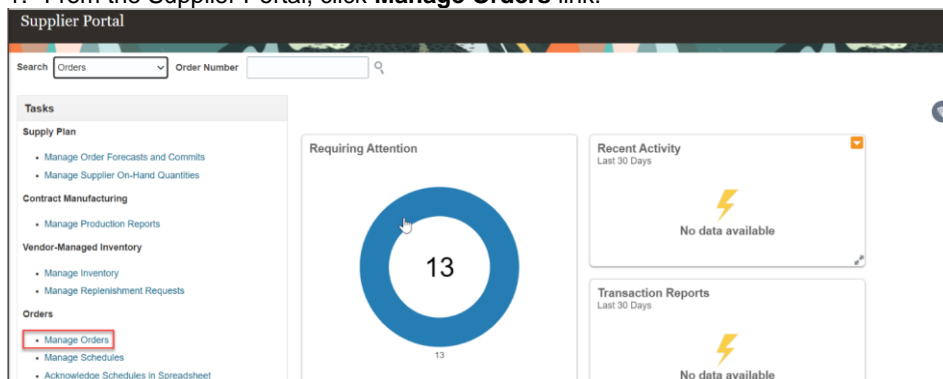 1. From the Supplier Portal, click Manage Orders link.
Supplier Portal
Search Orders Order Number
Tasks
Supply Plan
• Manage Order Forecasts and Commits
• Manage Supplier On-Hand Quantities
Contract Manufacturing
• Manage Production Reports
Vendor-Managed Inventory
• Manage Inventory
• Manage Replenishment Requests
Orders
• Manage Orders
• Manage Schedules
• Acknowledge Schedules in Spreadsheet
Requiring Attention
13
13
Recent Activity
Last 30 Days
No data available
Transaction Reports
Last 30 Days
No data available